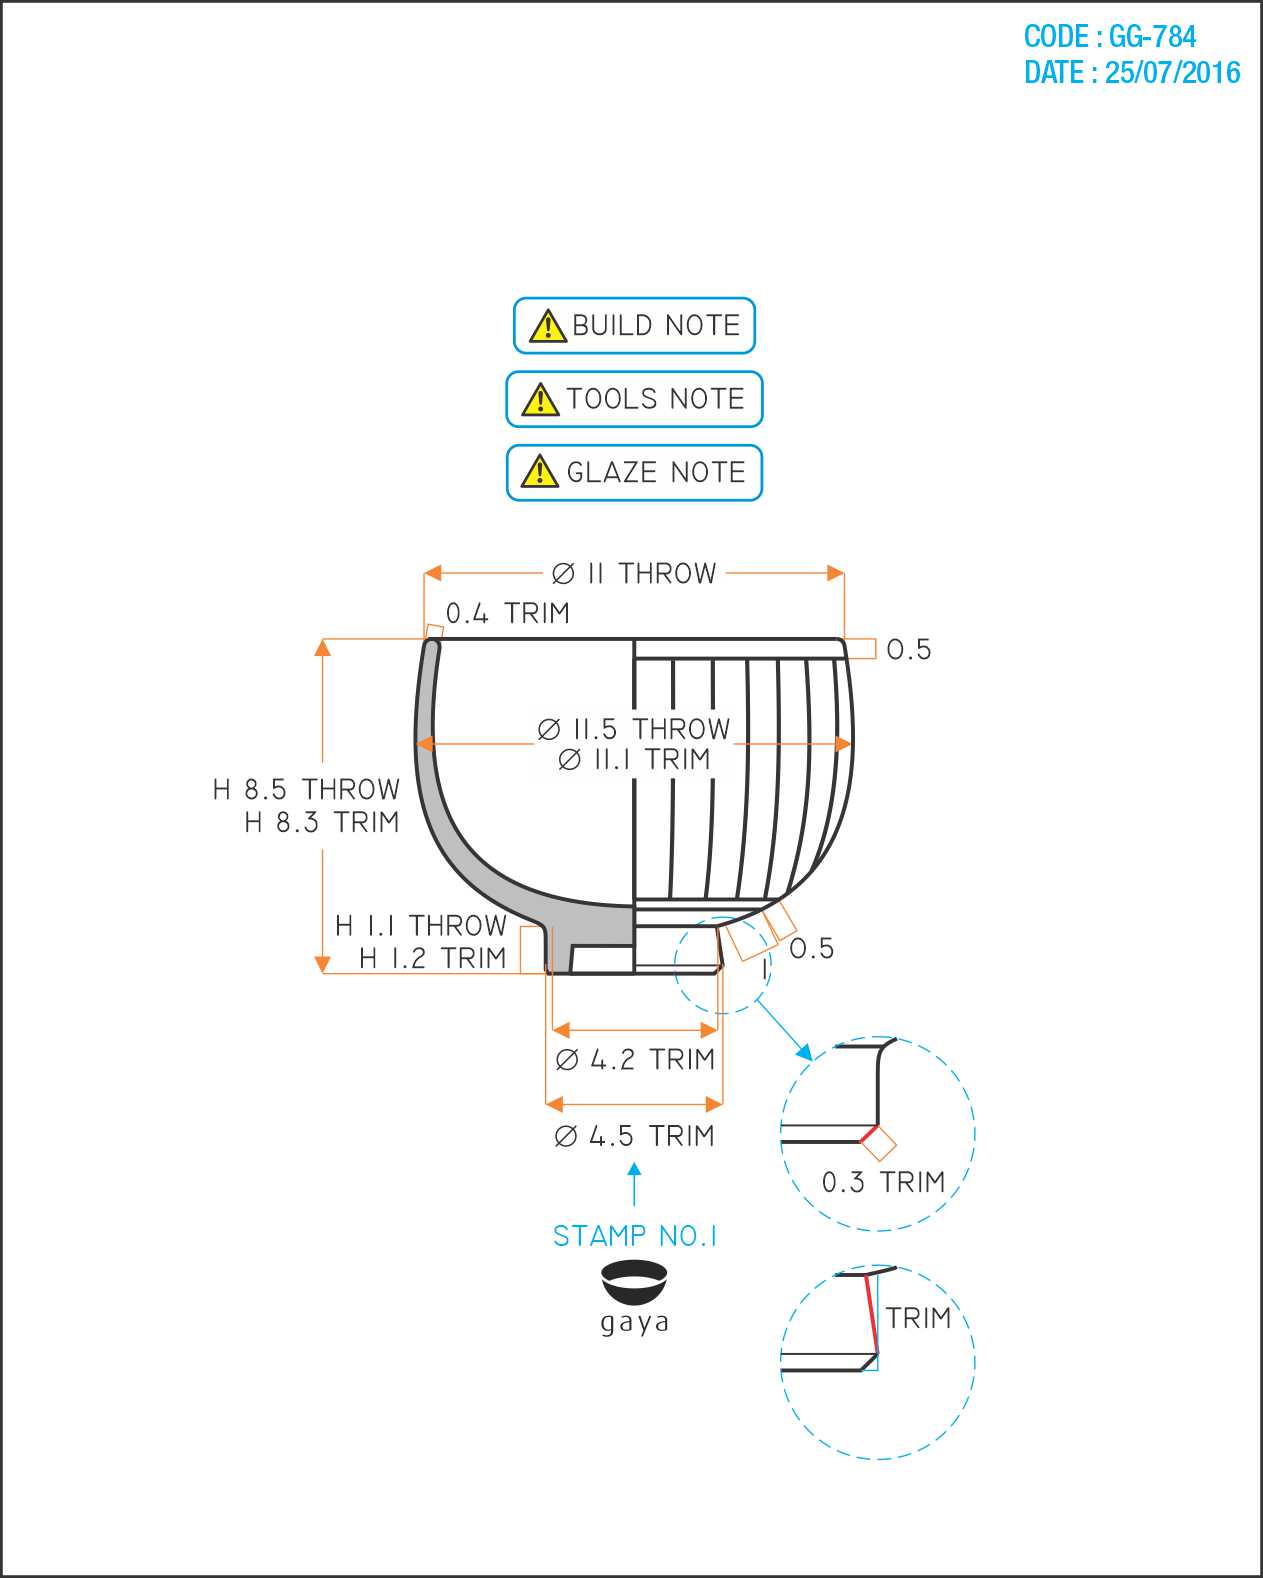 CODE : GG-784
DATE : 25/07/2016
BUILD NOTE
TOOLS NOTE
GLAZE NOTE
Ø 11 THROW
0.4 TRIM
0.5
Ø 11.5 THROW
Ø 11.1 TRIM
H 8.5 THROW
H 8.3 TRIM
H 1.1 THROW
H 1.2 TRIM
0.5
1
Ø 4.2 TRIM
Ø 4.5 TRIM
0.3 TRIM
STAMP NO.1
gaya
TRIM